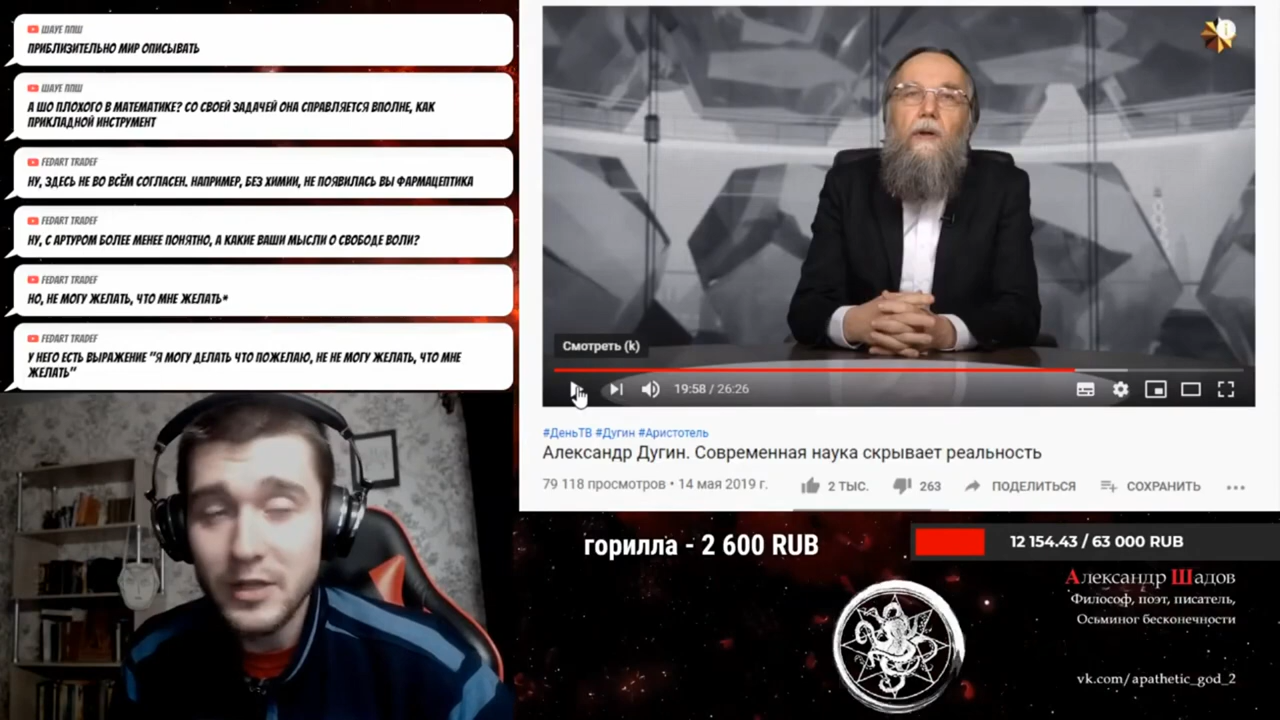 ШАУЕ ППШ
ПРИБЛИЗИТЕЛЬНО МИР ОПИСЫВАТЬ
ШАУЕ ППШ
А ШО ПЛОХОГО В МАТЕМАТИКЕ? СО СВОЕЙ ЗАДАЧЕЙ ОНА СПРАВЛЯЕТСЯ ВПОЛНЕ, КАК
ПРИКЛАДНОЙ ИНСТРУМЕНТ
FEDART TRADEF
НУ, ЗДЕСЬ НЕ ВО ВСЁМ СОГЛАСЕН. НАПРИМЕР, БЕЗ ХИМИИ, НЕ ПОЯВИЛАСЬ ВЫ ФАРМАЦЕПТИКА
FEDART TRADEF
НУ, С АРТУРОМ БОЛЕЕ МЕНЕЕ ПОНЯТНО, А КАКИЕ ВАШИ МЫСЛИ О СВОБОДЕ ВОЛИ?
FEDART TRADEF
НО, НЕ МОГУ ЖЕЛАТЬ, ЧТО МНЕ ЖЕЛАТЬ*
FEDART TRADEF
У НЕГО ЕСТЬ ВЫРАЖЕНИЕ "Я МОГУ ДЕЛАТЬ ЧТО ПОЖЕЛАЮ, НЕ НЕ МОГУ ЖЕЛАТЬ, ЧТО МНЕ
ЖЕЛАТЬ"
Смотреть (k)
19:58 / 26:26
#ДеньТВ #Дугин #Аристотель
Александр Дугин. Современная наука скрывает реальность
79 118 просмотров • 14 мая 2019 г.
2 ТЫС.
263
ПОДЕЛИТЬСЯ
СОХРАНИТЬ
горилла - 2 600 RUB
12 154.43 / 63 000 RUB
Александр Шадов
Философ, поэт, писатель,
Осьминог бесконечности
vk.com/apathetic_god_2